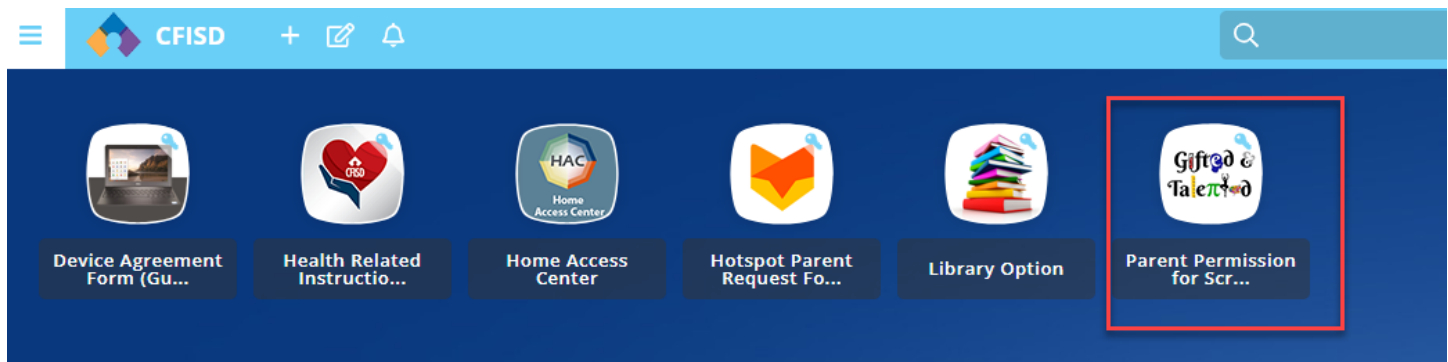 CFISD
CFISD
HAC
Home
Access Center
Gifted &
Talented
Device Agreement
Form (Gu...
Health Related
Instructio...
Home Access
Center
Hotspot Parent
Request Fo...
Library Option
Parent Permission
for Scr...